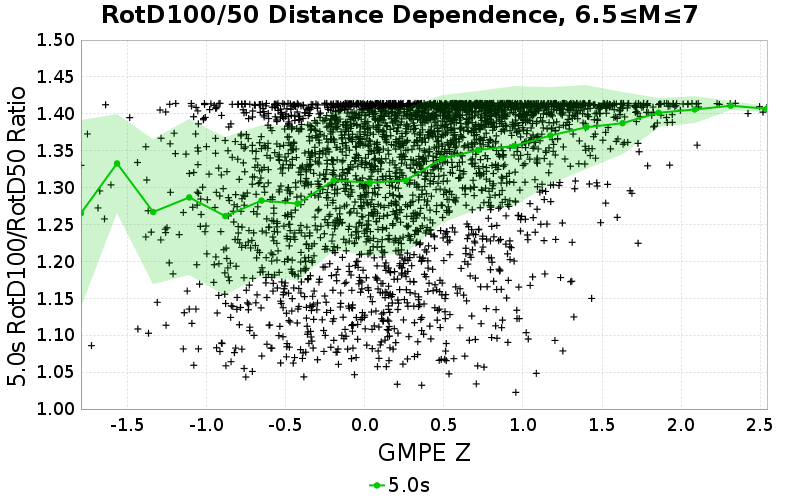 RotD100/50 Distance Dependence, 6.5≤M≤7
5.0s RotD100/RotD50 Ratio
1.50
1.45
1.40
1.35
1.30
1.25
1.20
1.15
1.10
1.05
1.00
-1.5 -1.0 -0.5 0.0 0.5 1.0 1.5 2.0 2.5
GMPE Z
5.0s